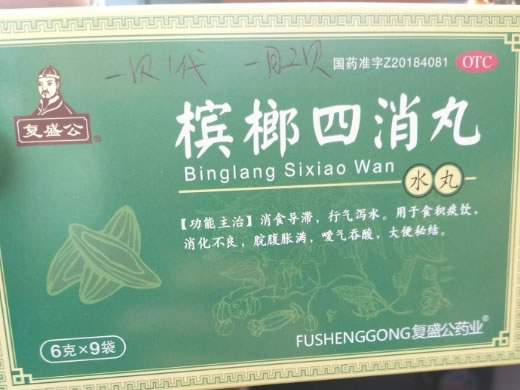 一次1代 一日2次
国药准字Z20184081 OTC
复盛公®
槟榔四消丸
Binglang Sixiao Wan
水丸
【功能主治】消食导滞，行气泻水。用于食积痰饮，
消化不良，脘腹胀满，嗳气吞酸，大便秘结。
6克×9袋
FUSHENGGONG复盛公药业®